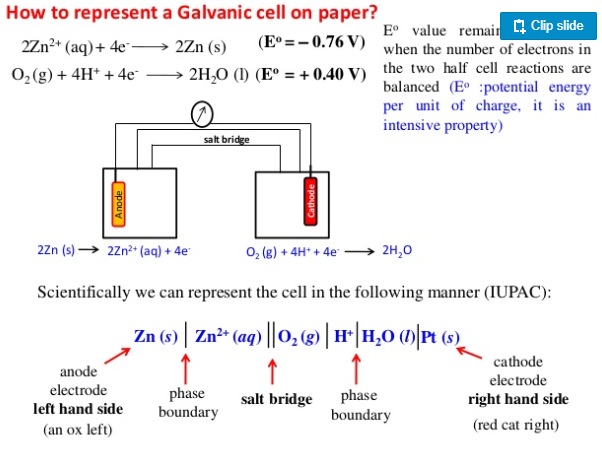 How to represent a Galvanic cell on paper?
2Zn²⁺ (aq) + 4e⁻ ⟶ 2Zn (s) (Eº = – 0.76 V)
O₂(g) + 4H⁺ + 4e⁻ ⟶ 2H₂O (l) (Eº = + 0.40 V)
Eº value remain
Clip slide
when the number of electrons in
the two half cell reactions are
balanced (Eº :potential energy
per unit of charge, it is an
intensive property)
salt bridge
Anode
Cathode
2Zn (s) ⟶ 2Zn²⁺ (aq) + 4e⁻
O₂ (g) + 4H⁺ + 4e⁻ ⟶ 2H₂O
Scientifically we can represent the cell in the following manner (IUPAC):
Zn (s) | Zn²⁺ (aq) || O₂ (g) | H⁺ | H₂O (l) | Pt (s)
anode
electrode
left hand side
(an ox left)
phase
boundary
salt bridge
phase
boundary
cathode
electrode
right hand side
(red cat right)